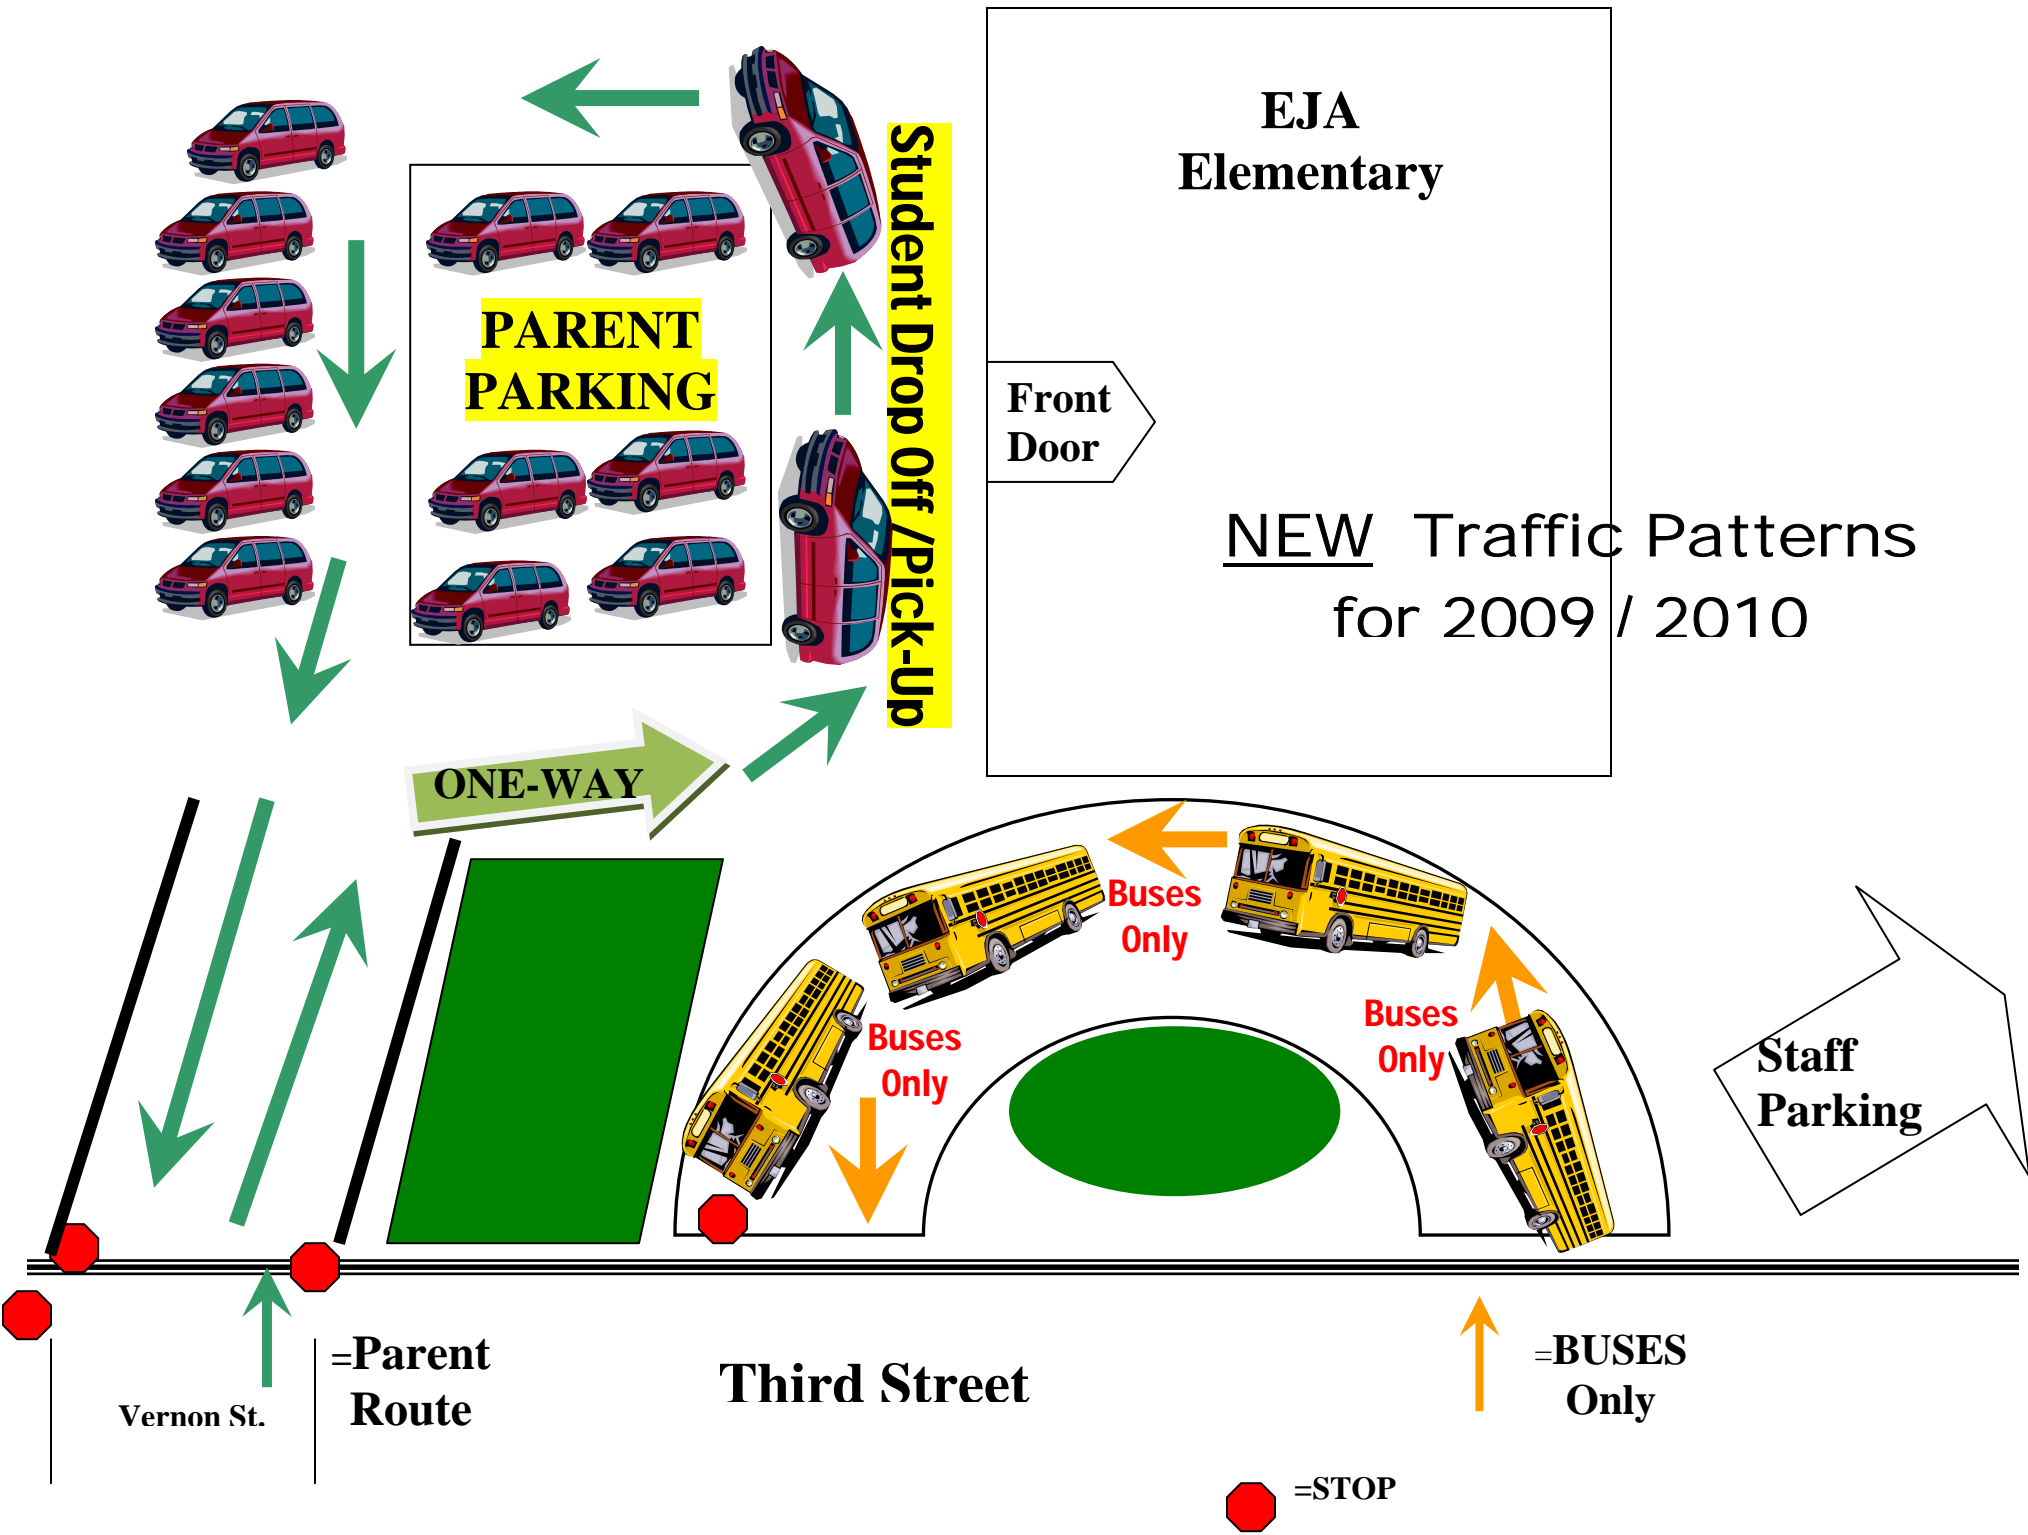 EJA
Elementary
Student Drop Off /Pick-Up
PARENT
PARKING
Front
Door
NEW Traffic Patterns
for 2009 / 2010
ONE-WAY
Buses
Only
Buses
Only
Buses
Only
Staff
Parking
=Parent
Route
Vernon St.
Third Street
=BUSES
Only
=STOP